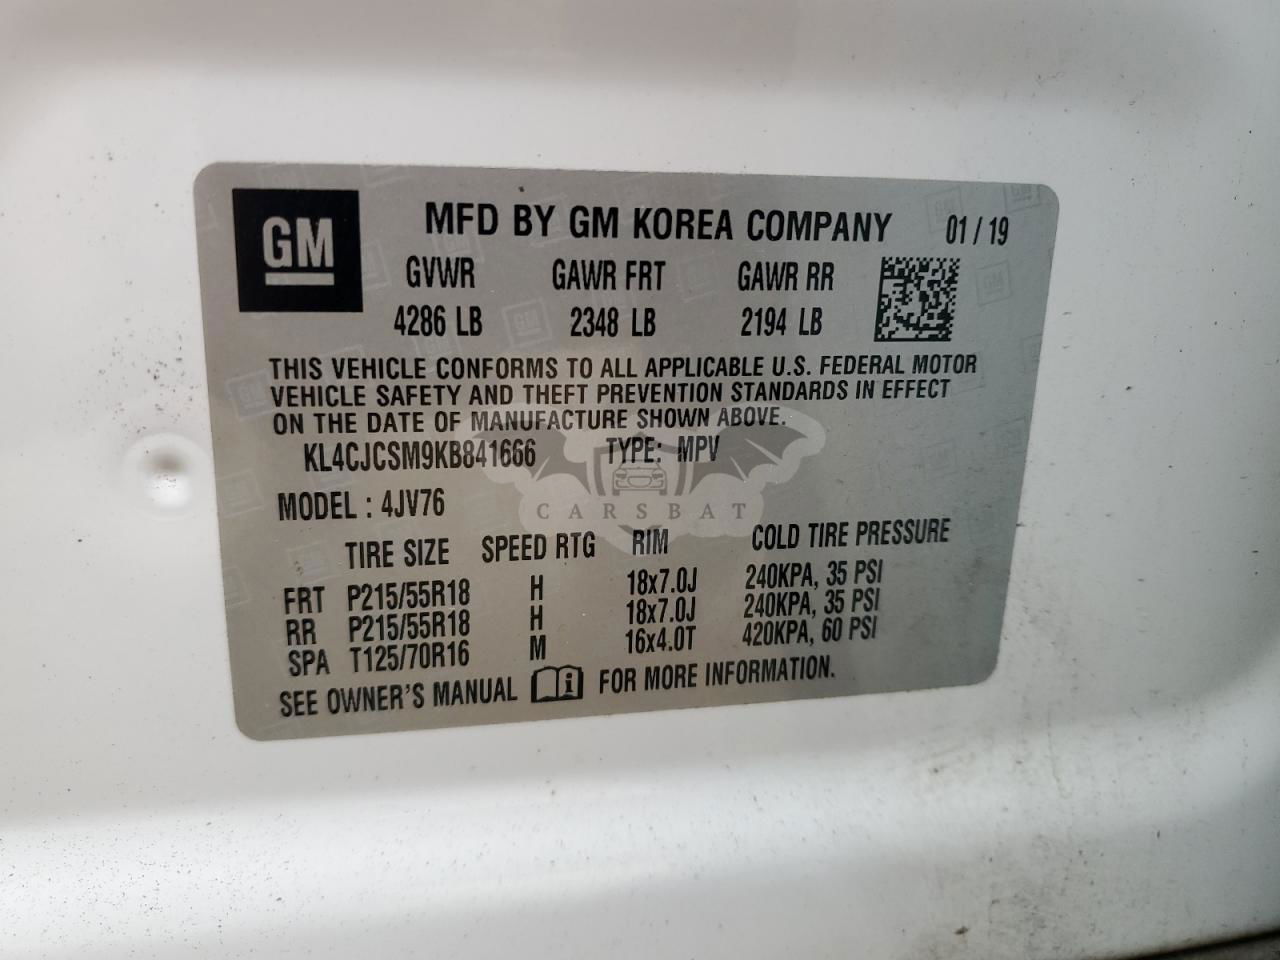 GM
MFD BY GM KOREA COMPANY 01 / 19
GVWR GAWR FRT GAWR RR
4286 LB 2348 LB 2194 LB
THIS VEHICLE CONFORMS TO ALL APPLICABLE U.S. FEDERAL MOTOR
VEHICLE SAFETY AND THEFT PREVENTION STANDARDS IN EFFECT
ON THE DATE OF MANUFACTURE SHOWN ABOVE.
KL4CJCSM9KB841666 TYPE: MPV
MODEL : 4JV76
CARSBAT
TIRE SIZE SPEED RTG RIM COLD TIRE PRESSURE
FRT P215/55R18 H 18x7.0J 240KPA, 35 PSI
RR P215/55R18 H 18x7.0J 240KPA, 35 PSI
SPA T125/70R16 M 16x4.0T 420KPA, 60 PSI
SEE OWNER'S MANUAL i FOR MORE INFORMATION.